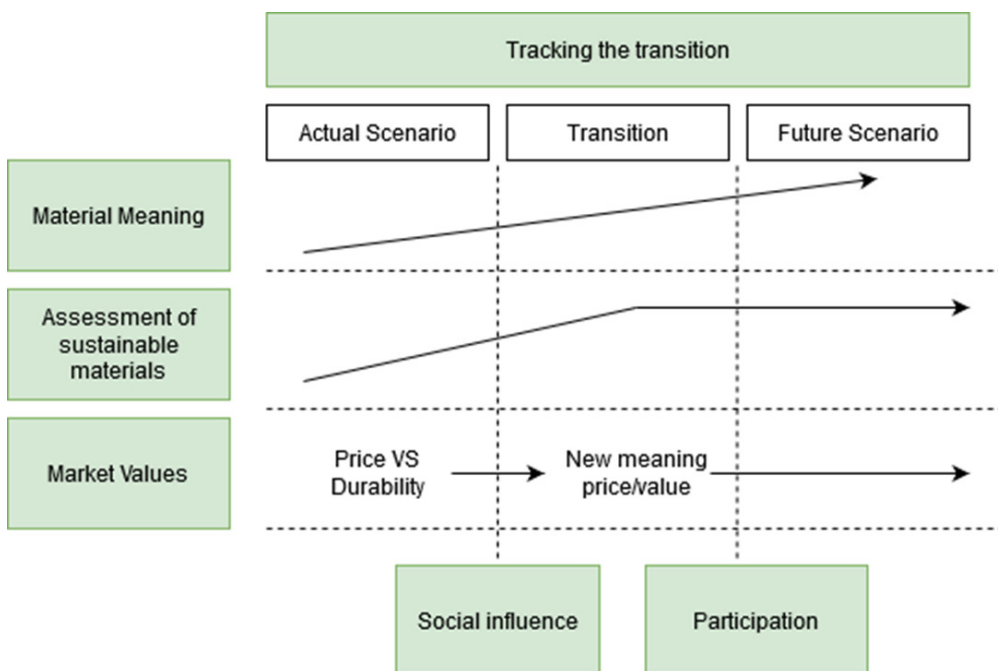 Tracking the transition
Actual Scenario
Transition
Future Scenario
Material Meaning
Assessment of
sustainable
materials
Market Values
Price VS
Durability
New meaning
price/value
Social influence
Participation